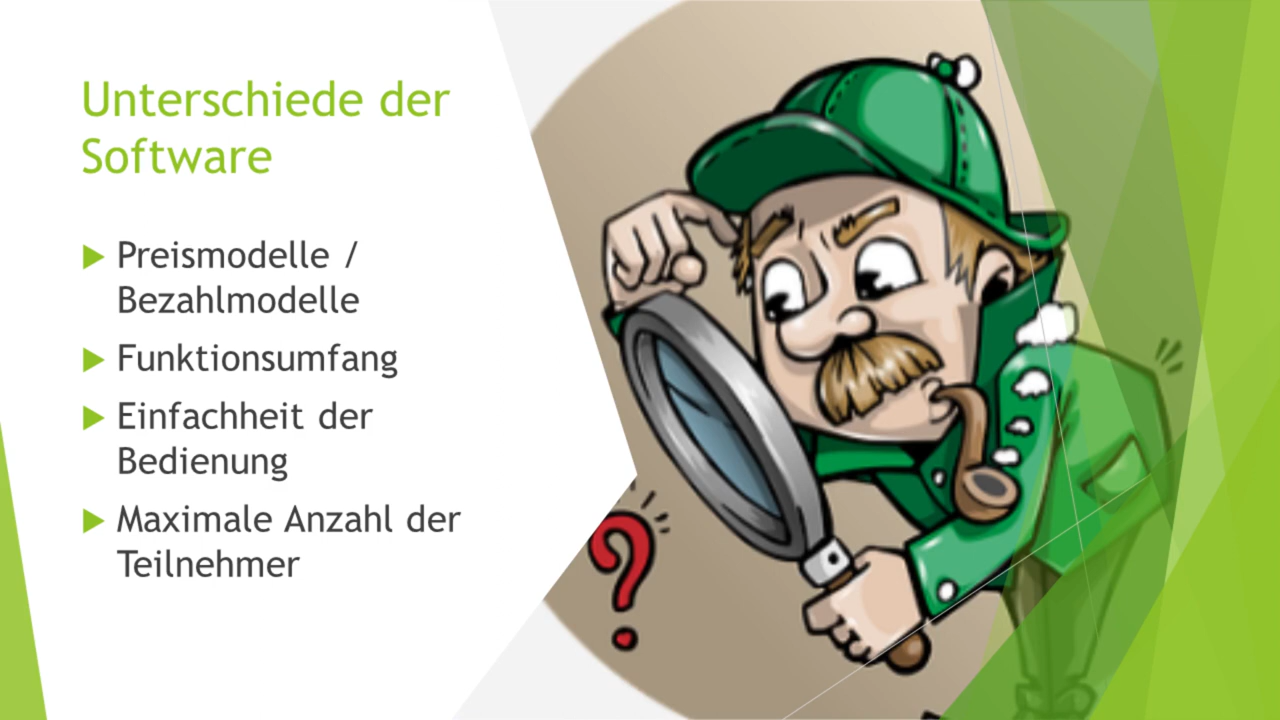 Unterschiede der
Software
Preismodelle /
Bezahlmodelle
Funktionsumfang
Einfachheit der
Bedienung
Maximale Anzahl der
Teilnehmer
?